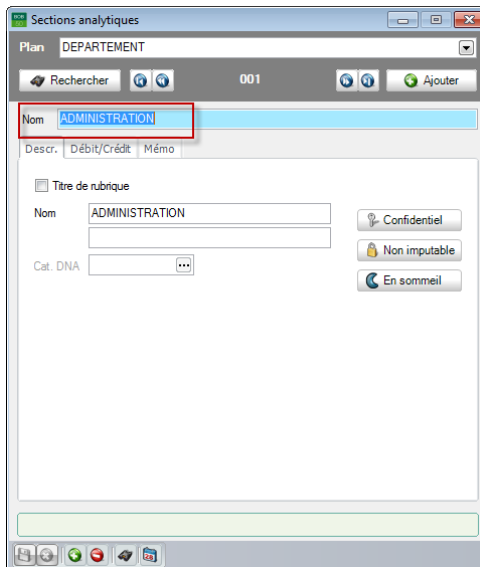 Sections analytiques
Plan DEPARTEMENT
Rechercher 001 Ajouter
Nom ADMINISTRATION
Descr. Débit/Crédit Mémo
Titre de rubrique
Nom ADMINISTRATION
Confidentiel
Non imputable
Cat. DNA ...
En sommeil